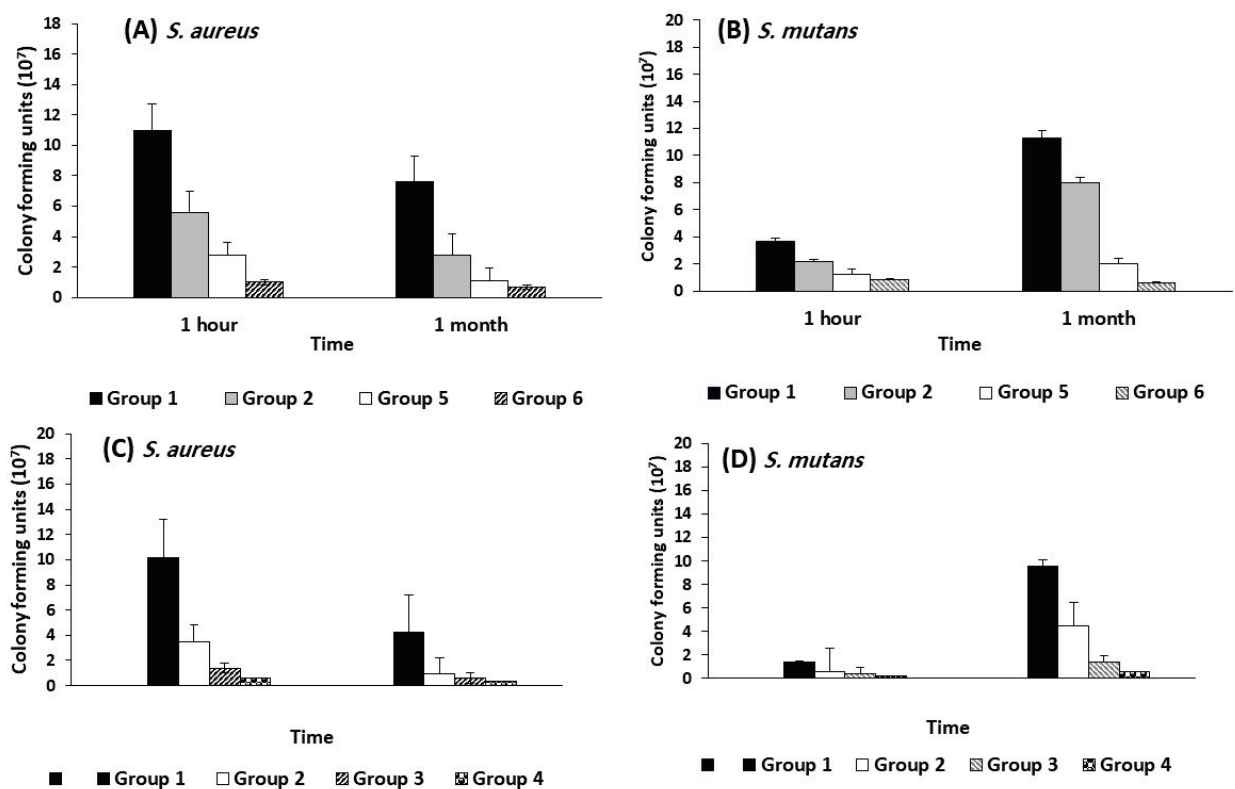 (A) S. aureus
Colony forming units (10⁷)
18
16
14
12
10
8
6
4
2
0
1 hour 1 month
Time
Group 1 Group 2 Group 5 Group 6
(B) S. mutans
Colony forming units (10⁷)
20
18
16
14
12
10
8
6
4
2
0
1 hour 1 month
Time
Group 1 Group 2 Group 5 Group 6
(C) S. aureus
Colony forming units (10⁷)
20
18
16
14
12
10
8
6
4
2
0
Time
Group 1 Group 2 Group 3 Group 4
(D) S. mutans
Colony forming units (10⁷)
20
18
16
14
12
10
8
6
4
2
0
Time
Group 1 Group 2 Group 3 Group 4